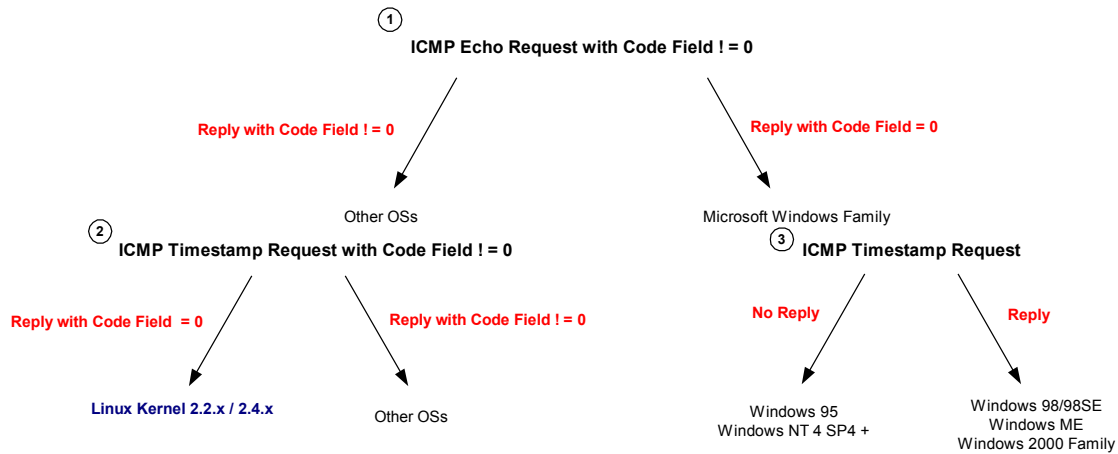 1
ICMP Echo Request with Code Field ! = 0
Reply with Code Field ! = 0
Reply with Code Field = 0
Other OSs
Microsoft Windows Family
2
ICMP Timestamp Request with Code Field ! = 0
3
ICMP Timestamp Request
Reply with Code Field = 0
Reply with Code Field ! = 0
No Reply
Reply
Linux Kernel 2.2.x / 2.4.x
Other OSs
Windows 95
Windows NT 4 SP4 +
Windows 98/98SE
Windows ME
Windows 2000 Family